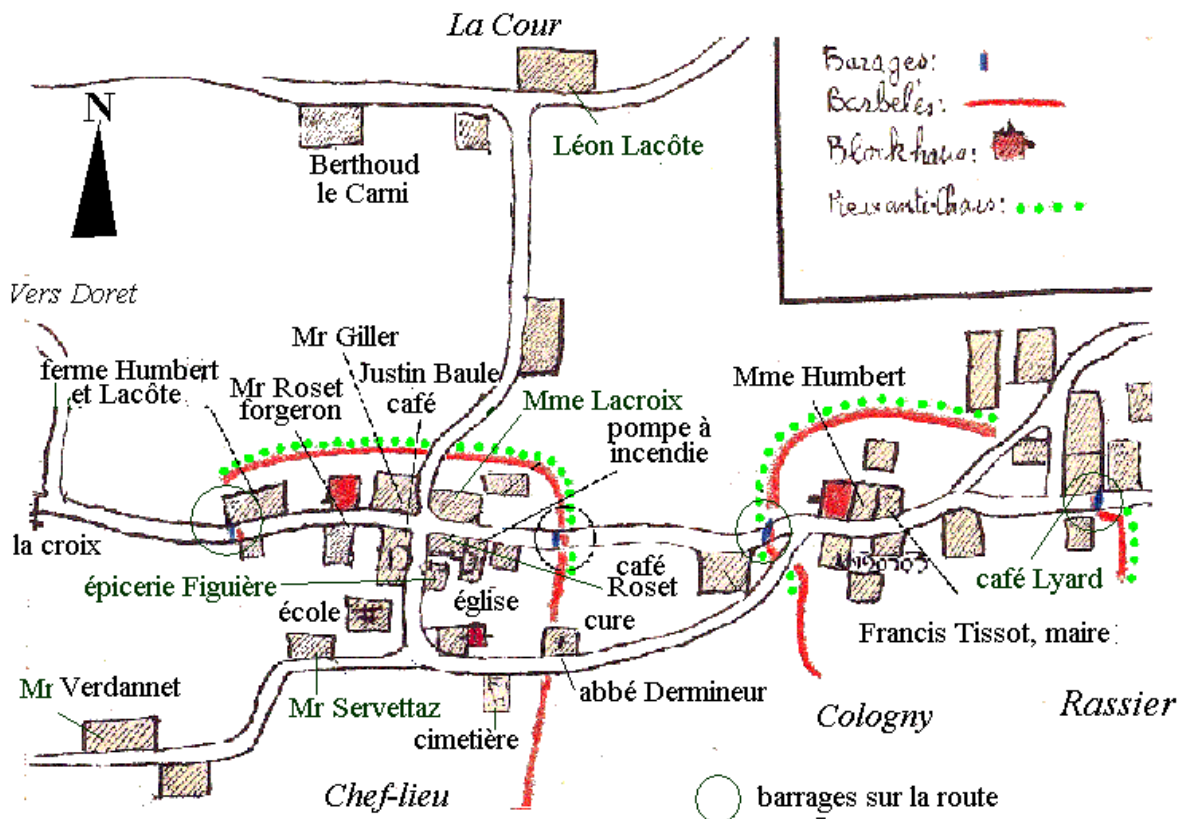 La Cour
Barages:
Barbelés:
Blockhaus:
Pieux anti-chars:
N
Léon Lacôte
Berthoud
le Carni
Vers Doret
Mr Giller
ferme Humbert
et Lacôte
Mr Roset
forgeron
Justin Baule
café
Mme Lacroix
pompe à
incendie
Mme Humbert
la croix
épicerie Figuière
école
église
café
Roset
cure
café Lyard
Francis Tissot, maire
Mr Verdannet
Mr Servettaz
abbé Dermineur
cimetière
Cologny
Rassier
Chef-lieu
barrages sur la route